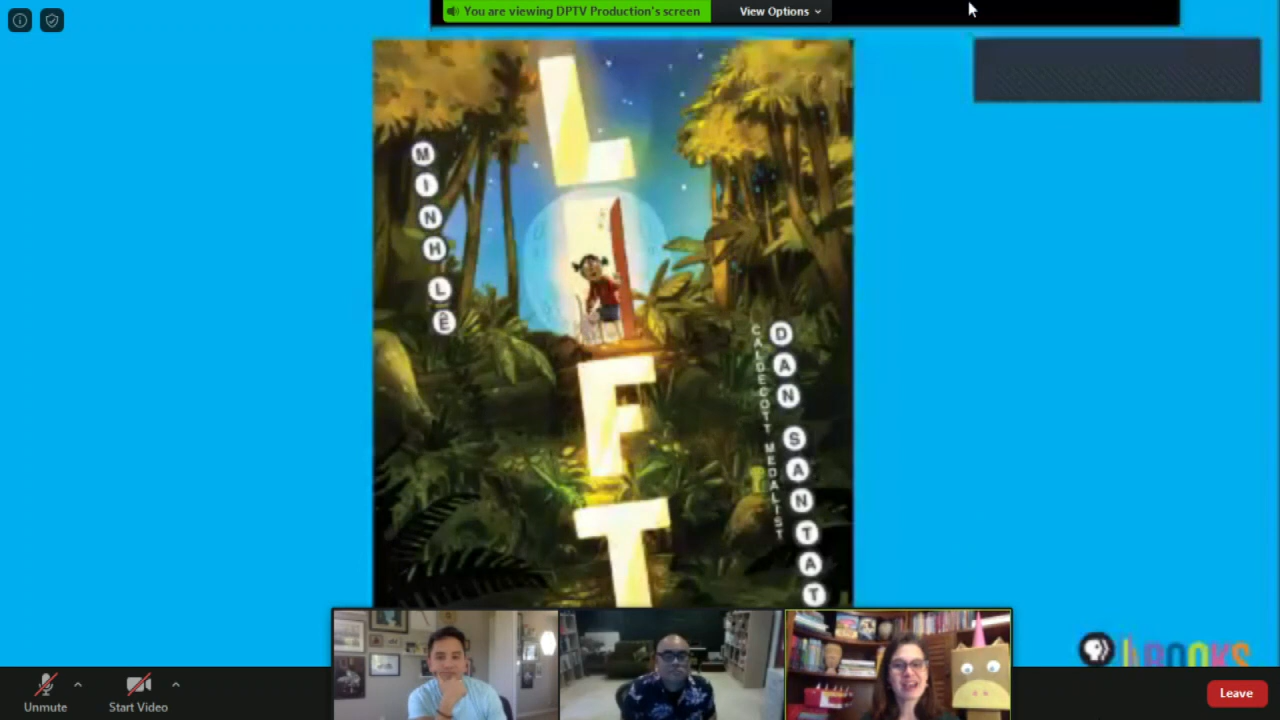 You are viewing DPTV Production's screen
View Options
LIFT
MINH LÊ
DAN SANTAT
CALDECOTT MEDALIST
BOOKS
Unmute
Start Video
Leave